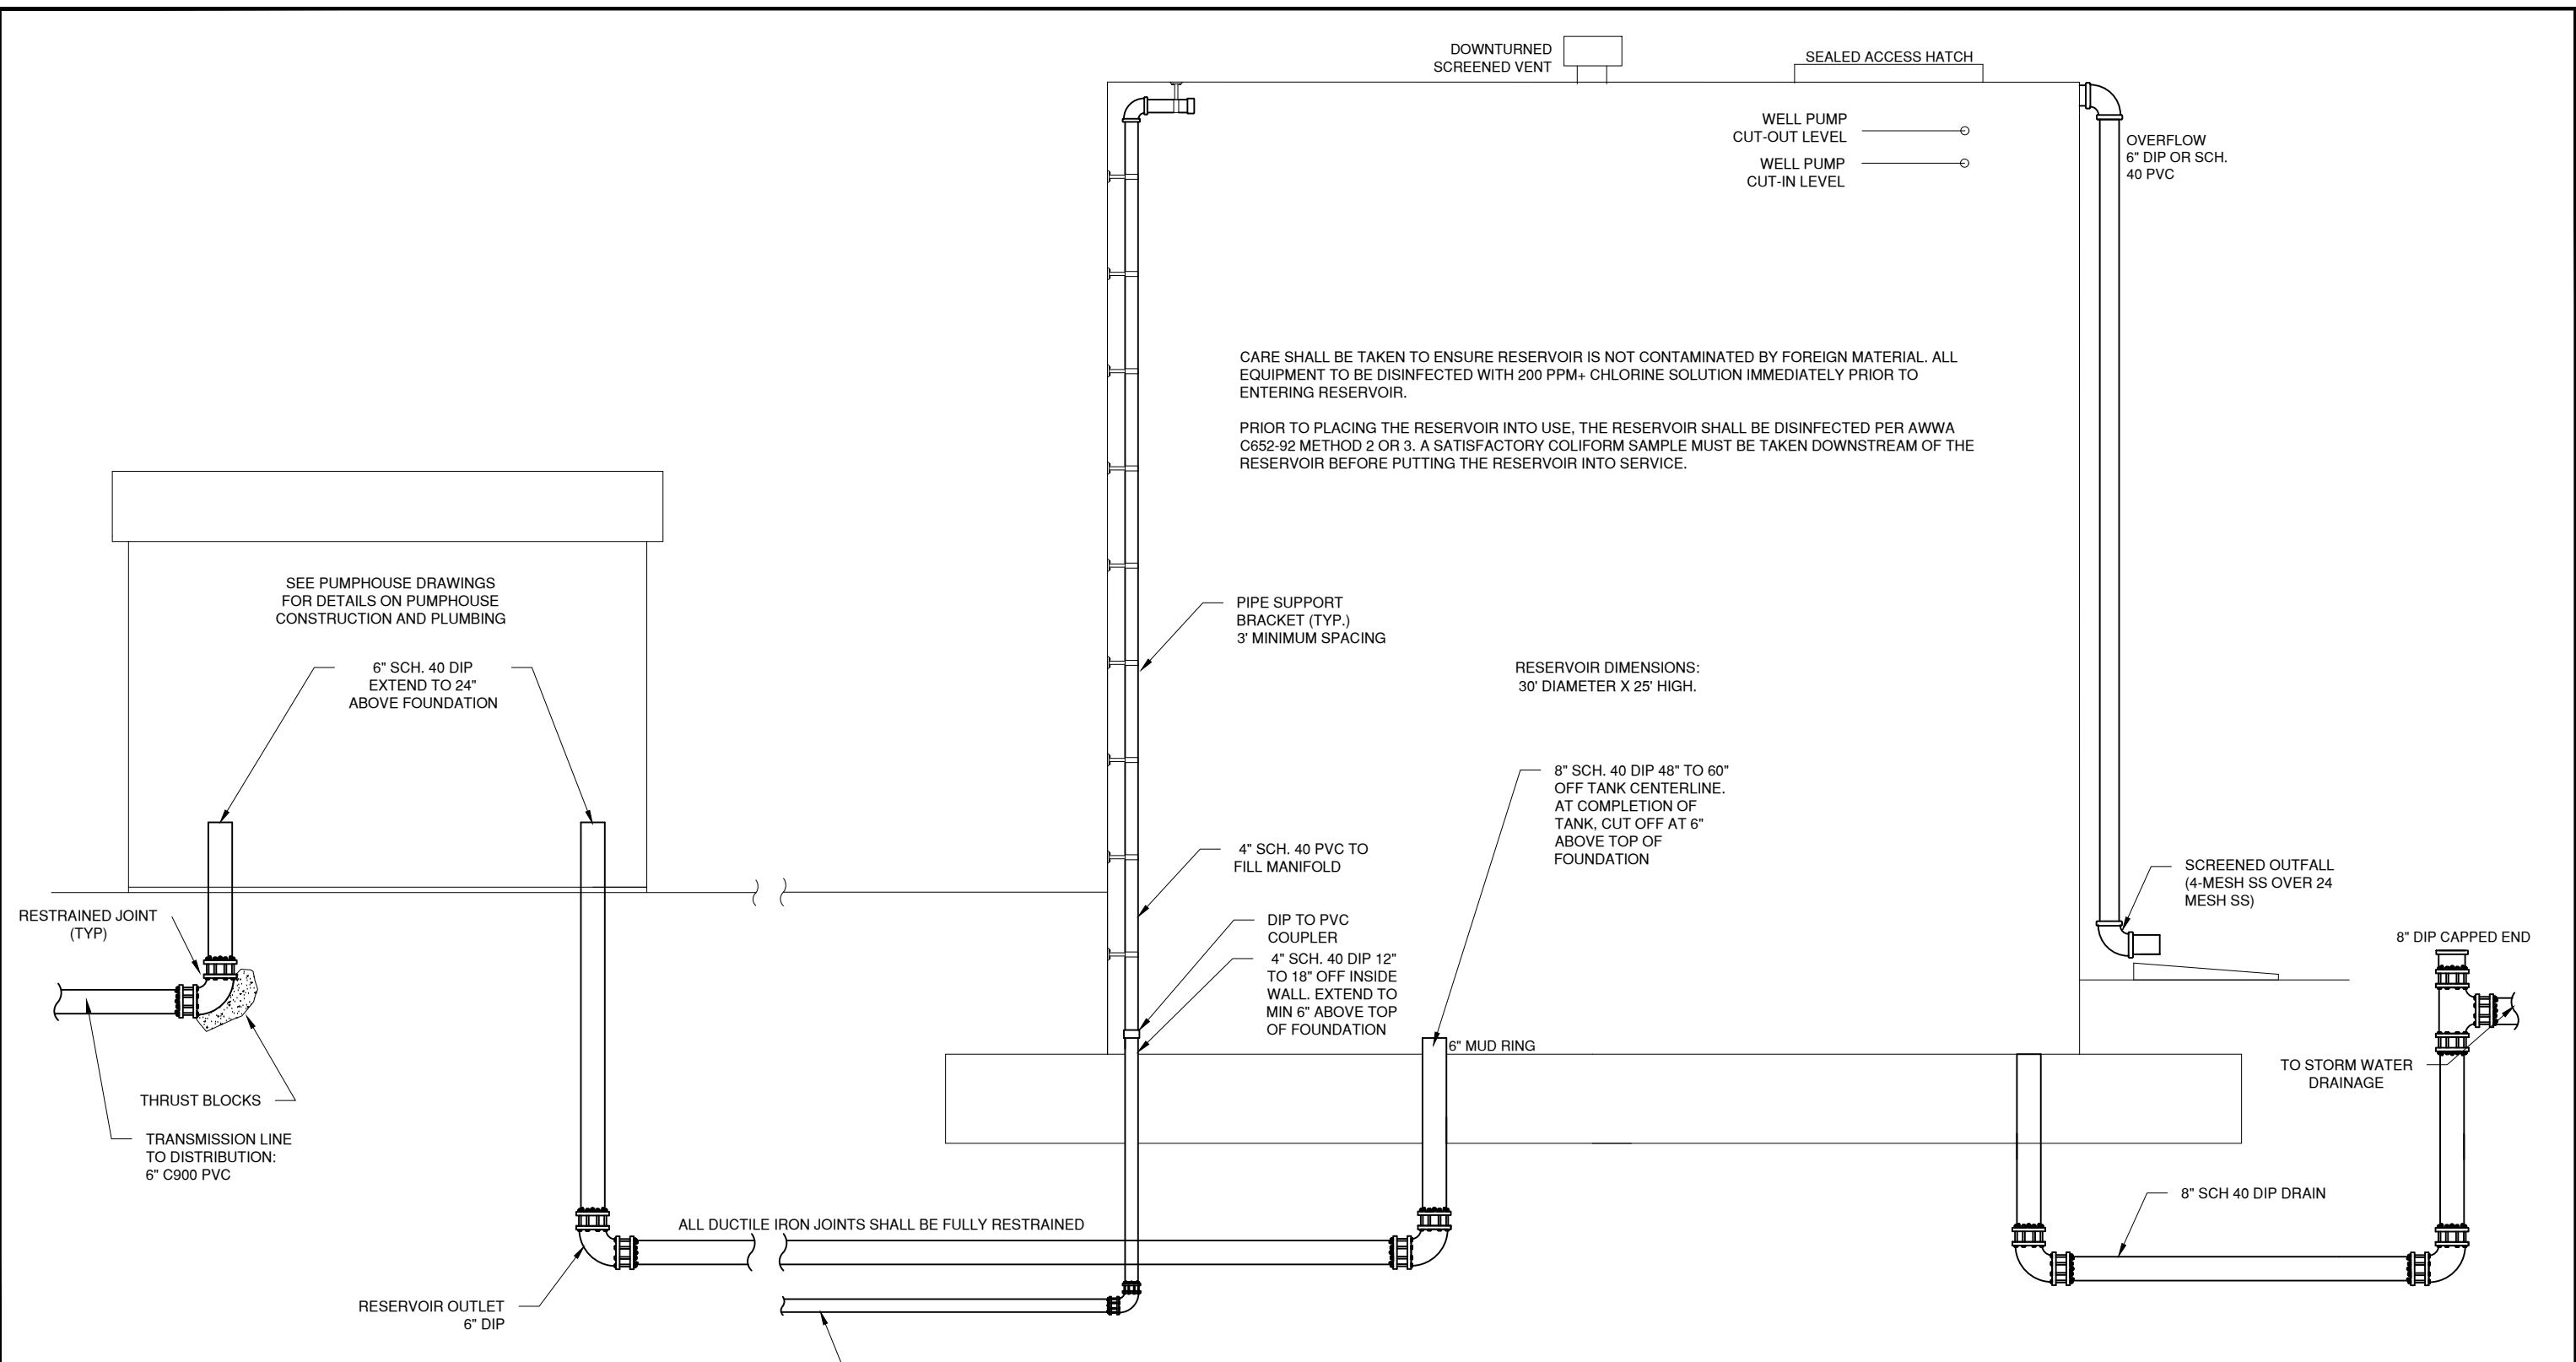 DOWNTURNED
SCREENED VENT
SEALED ACCESS HATCH
WELL PUMP
CUT-OUT LEVEL
WELL PUMP
CUT-IN LEVEL
OVERFLOW
6" DIP OR SCH.
40 PVC
CARE SHALL BE TAKEN TO ENSURE RESERVOIR IS NOT CONTAMINATED BY FOREIGN MATERIAL. ALL
EQUIPMENT TO BE DISINFECTED WITH 200 PPM+ CHLORINE SOLUTION IMMEDIATELY PRIOR TO
ENTERING RESERVOIR.
PRIOR TO PLACING THE RESERVOIR INTO USE, THE RESERVOIR SHALL BE DISINFECTED PER AWWA
C652-92 METHOD 2 OR 3. A SATISFACTORY COLIFORM SAMPLE MUST BE TAKEN DOWNSTREAM OF THE
RESERVOIR BEFORE PUTTING THE RESERVOIR INTO SERVICE.
SEE PUMPHOUSE DRAWINGS
FOR DETAILS ON PUMPHOUSE
CONSTRUCTION AND PLUMBING
6" SCH. 40 DIP
EXTEND TO 24"
ABOVE FOUNDATION
PIPE SUPPORT
BRACKET (TYP.)
3' MINIMUM SPACING
RESERVOIR DIMENSIONS:
30' DIAMETER X 25' HIGH.
8" SCH. 40 DIP 48" TO 60"
OFF TANK CENTERLINE.
AT COMPLETION OF
TANK, CUT OFF AT 6"
ABOVE TOP OF
FOUNDATION
4" SCH. 40 PVC TO
FILL MANIFOLD
SCREENED OUTFALL
(4-MESH SS OVER 24
MESH SS)
RESTRAINED JOINT
(TYP)
DIP TO PVC
COUPLER
4" SCH. 40 DIP 12"
TO 18" OFF INSIDE
WALL. EXTEND TO
MIN 6" ABOVE TOP
OF FOUNDATION
8" DIP CAPPED END
6" MUD RING
TO STORM WATER
DRAINAGE
THRUST BLOCKS
TRANSMISSION LINE
TO DISTRIBUTION:
6" C900 PVC
8" SCH 40 DIP DRAIN
ALL DUCTILE IRON JOINTS SHALL BE FULLY RESTRAINED
RESERVOIR OUTLET
6" DIP